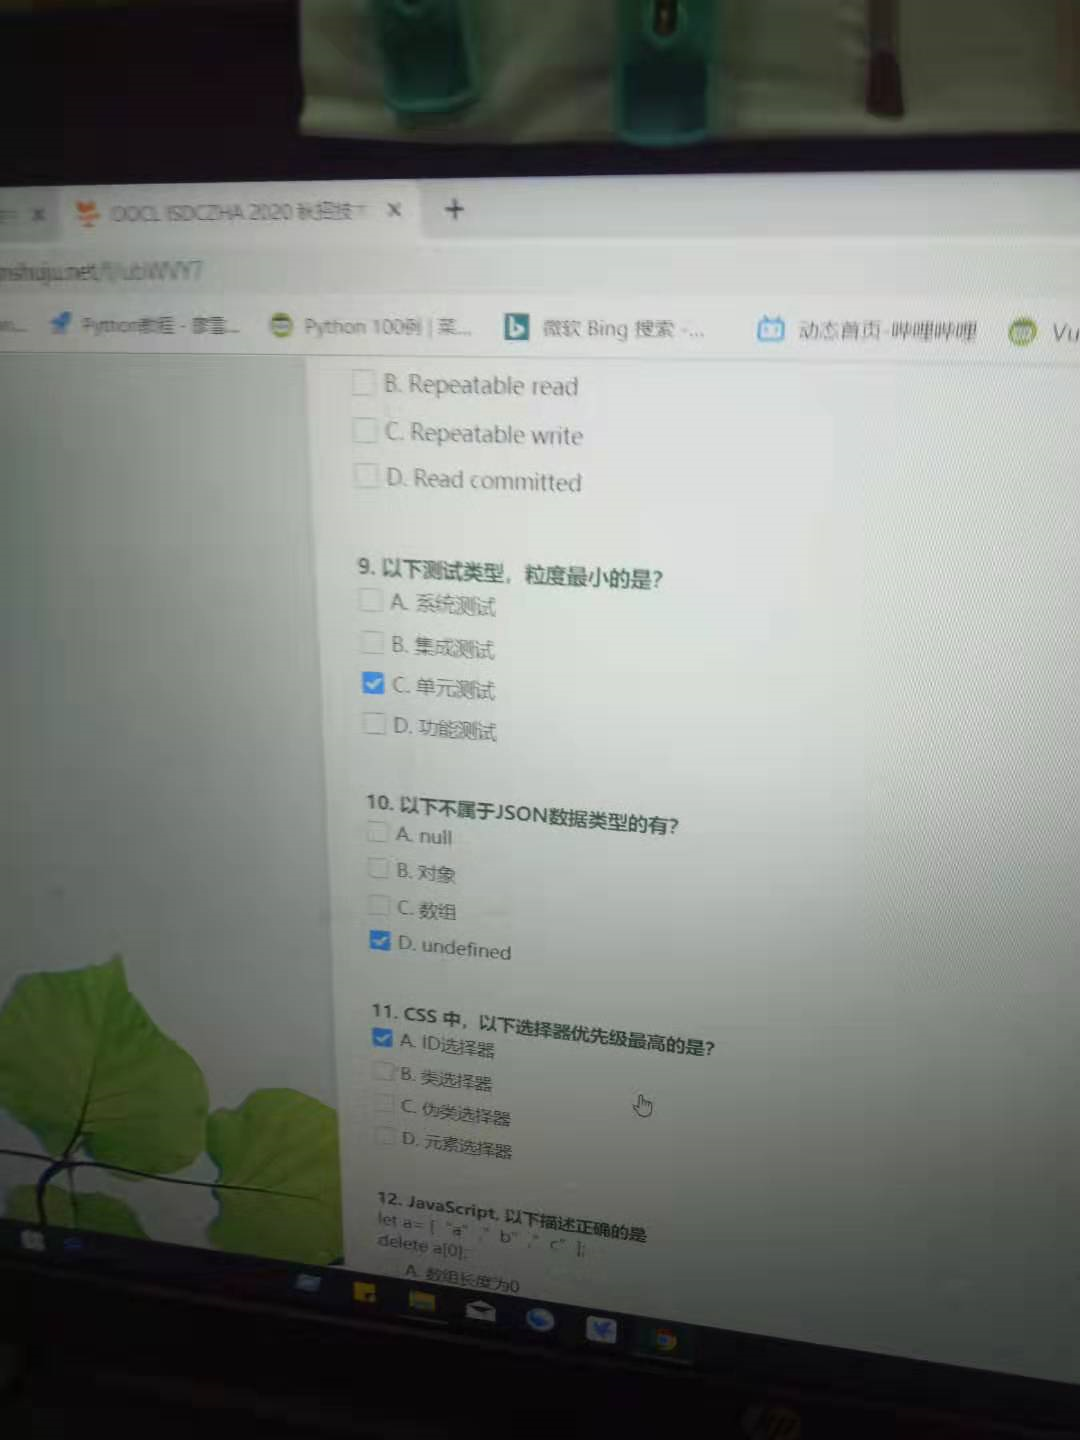 OOCL ISDCZHA 2020 秋招技
nshuju.net/f/
Python教程 - 廖雪...
Python 100例 | 菜...
微软 Bing 搜索 -...
动态首页-哔哩哔哩
Vu
B. Repeatable read
C. Repeatable write
D. Read committed
9. 以下测试类型，粒度最小的是？
A. 系统测试
B. 集成测试
C. 单元测试
D. 功能测试
10. 以下不属于JSON数据类型的有？
A. null
B. 对象
C. 数组
D. undefined
11. CSS 中，以下选择器优先级最高的是？
A. ID选择器
B. 类选择器
C. 伪类选择器
D. 元素选择器
12. JavaScript, 以下描述正确的是
let a= [ "a" ," b" ," c" ];
delete a[0];
A. 数组长度为0